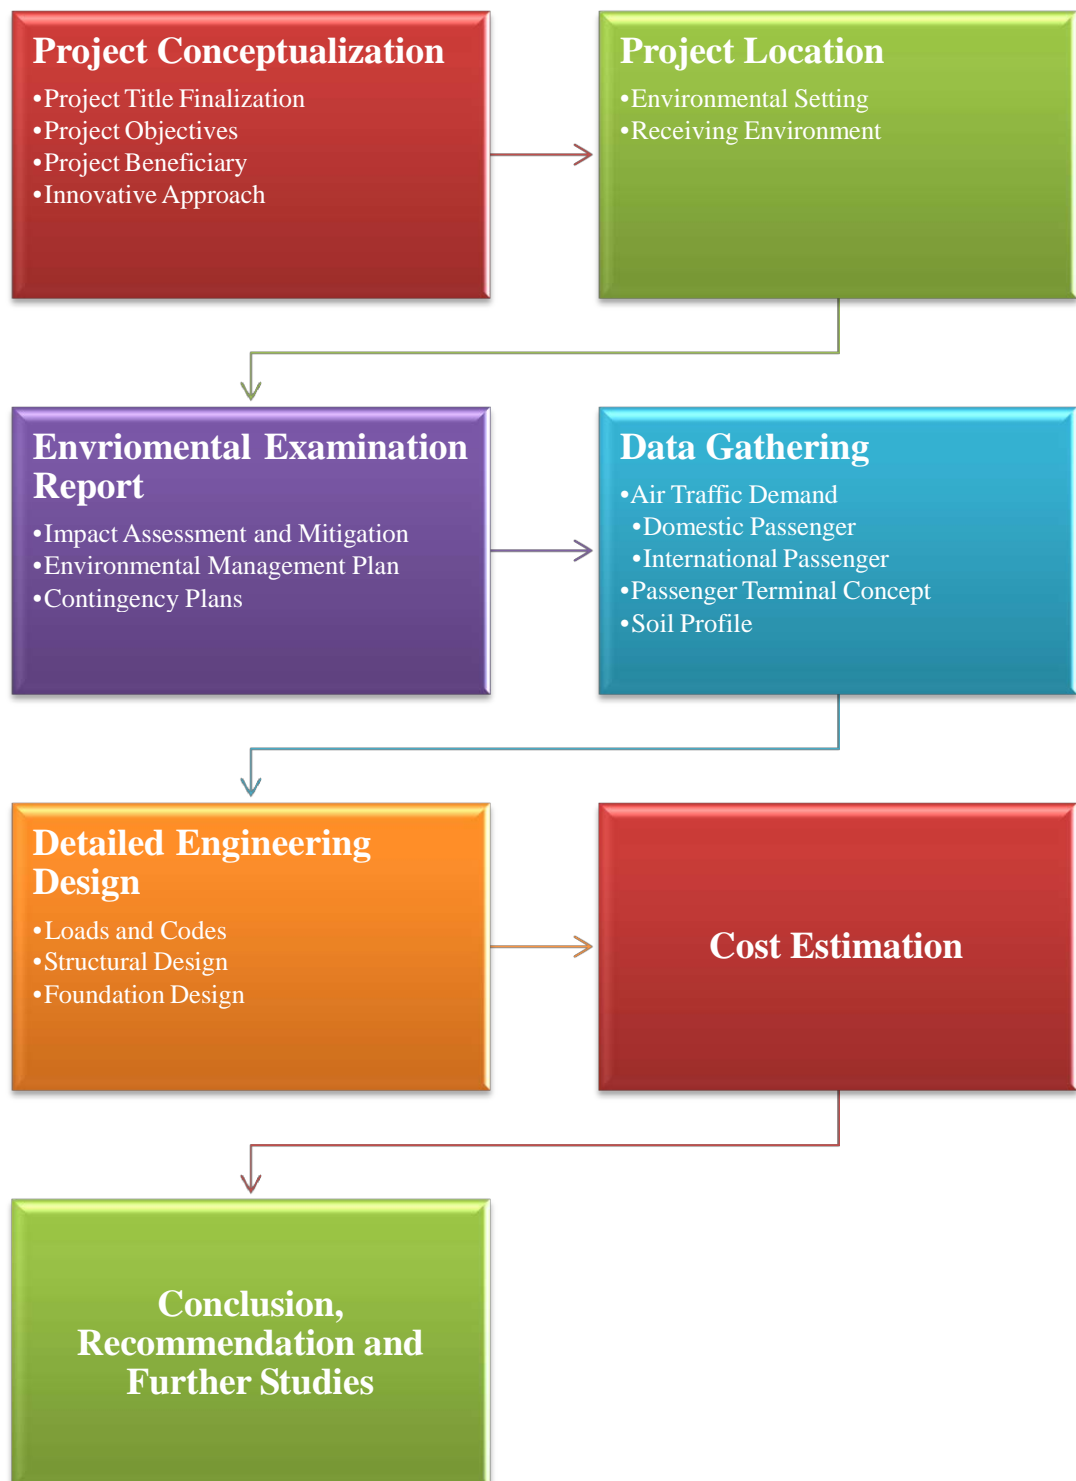 Project Conceptualization
•Project Title Finalization
•Project Objectives
•Project Beneficiary
•Innovative Approach
Project Location
•Environmental Setting
•Receiving Environment
Envriomental Examination
Report
•Impact Assessment and Mitigation
•Environmental Management Plan
•Contingency Plans
Data Gathering
•Air Traffic Demand
•Domestic Passenger
•International Passenger
•Passenger Terminal Concept
•Soil Profile
Detailed Engineering
Design
•Loads and Codes
•Structural Design
•Foundation Design
Cost Estimation
Conclusion,
Recommendation and
Further Studies